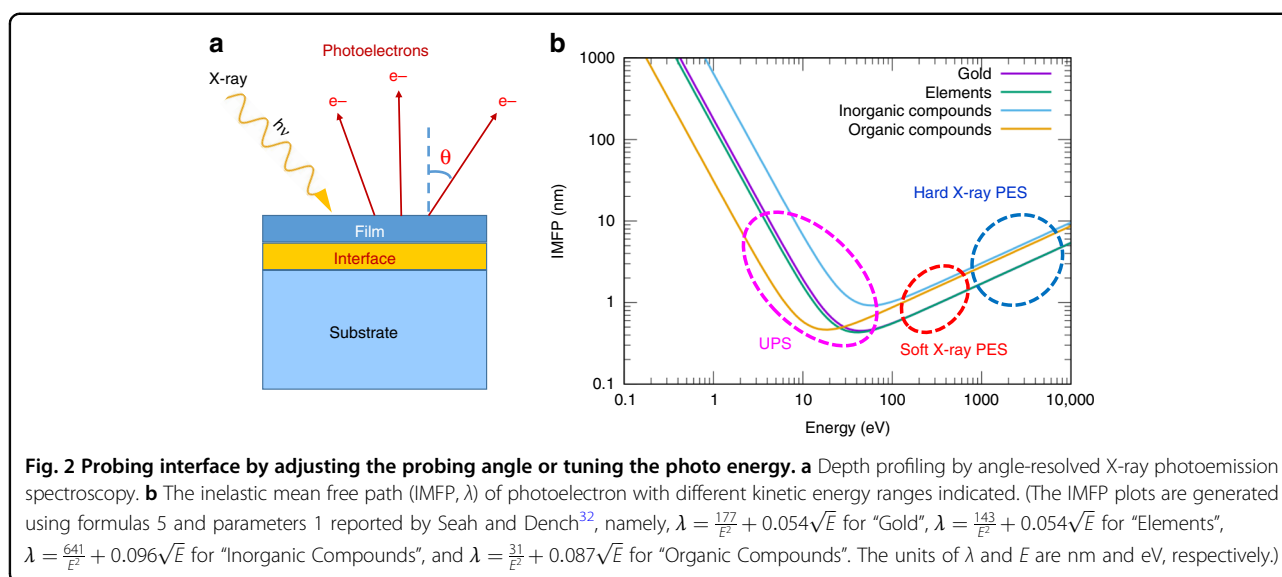 a
Photoelectrons
X-ray
hν
e−
e−
e−
θ
Film
Interface
Substrate
b
1000
100
10
1
0.1
IMFP (nm)
Gold
Elements
Inorganic compounds
Organic compounds
Hard X-ray PES
UPS
Soft X-ray PES
0.1
1
10
100
1000
10,000
Energy (eV)
Fig. 2 Probing interface by adjusting the probing angle or tuning the photo energy. a Depth profiling by angle-resolved X-ray photoemission
spectroscopy. b The inelastic mean free path (IMFP, λ) of photoelectron with different kinetic energy ranges indicated. (The IMFP plots are generated
using formulas 5 and parameters 1 reported by Seah and Dench³², namely, λ = 177/E² + 0.054√E for “Gold”, λ = 143/E² + 0.054√E for “Elements”,
λ = 641/E² + 0.096√E for “Inorganic Compounds”, and λ = 31/E² + 0.087√E for “Organic Compounds”. The units of λ and E are nm and eV, respectively.)